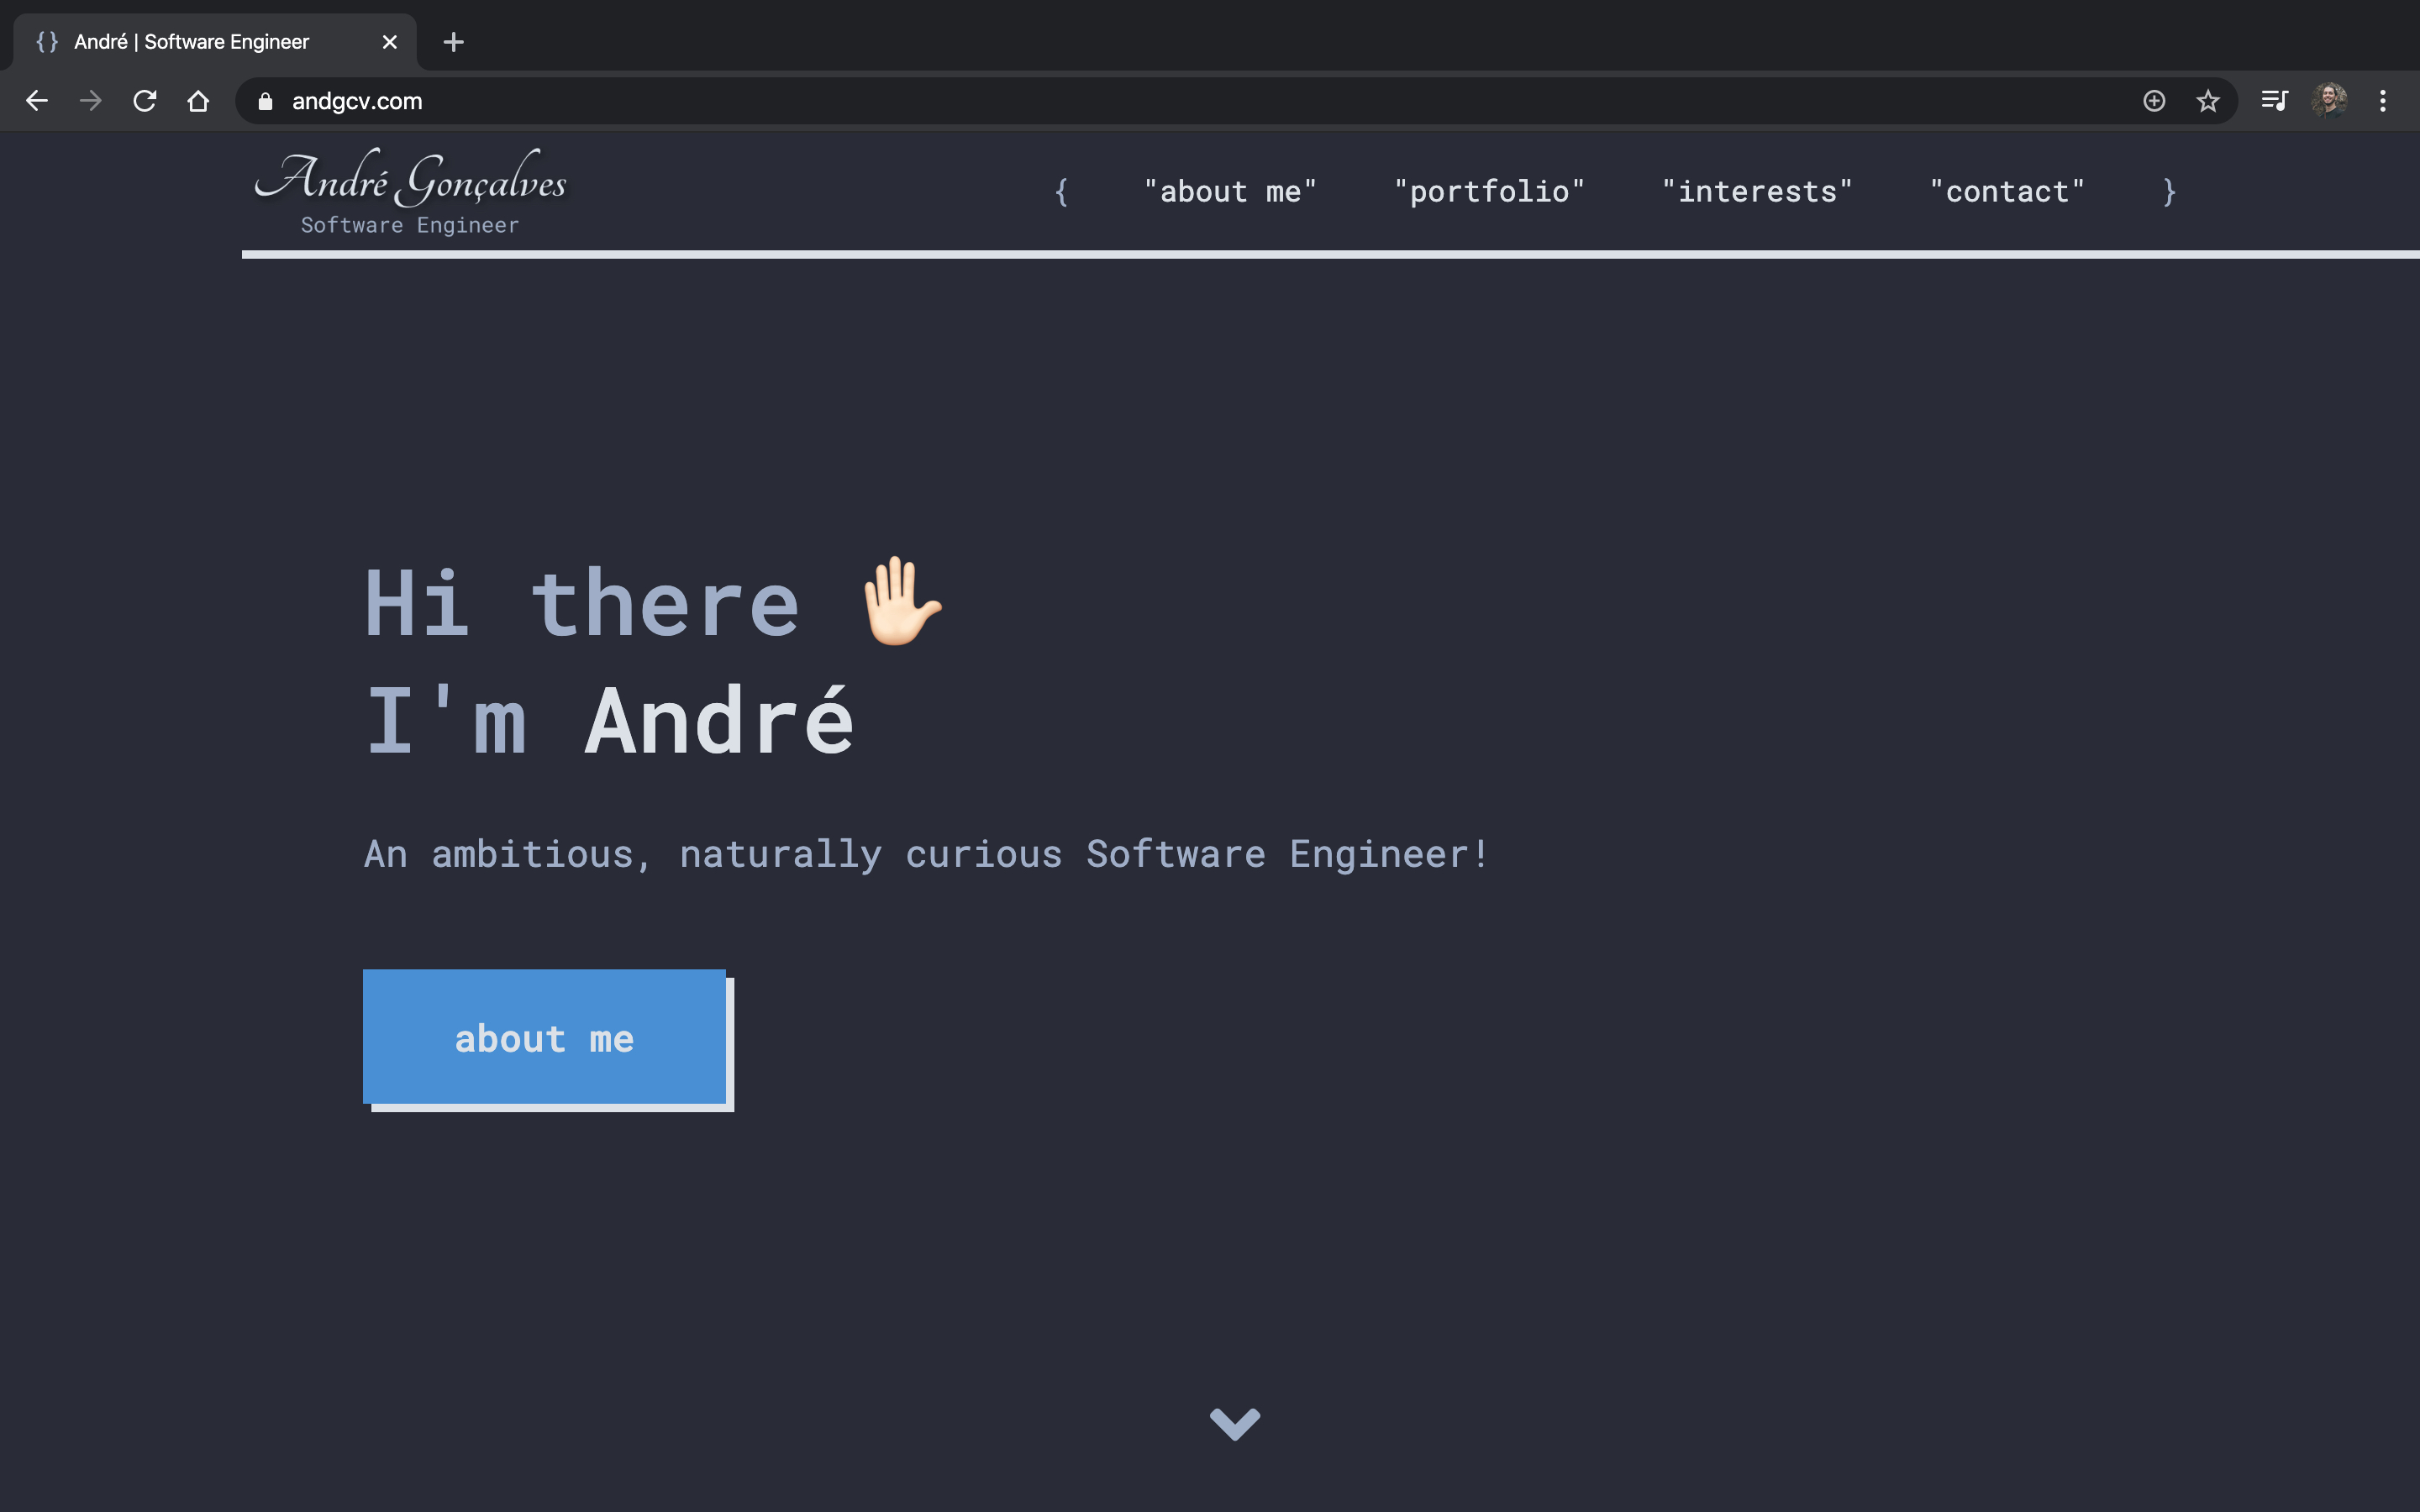 {} André | Software Engineer
andgcv.com
André Gonçalves
Software Engineer
{ "about me" "portfolio" "interests" "contact" }
Hi there 🖐🏻
I'm André
An ambitious, naturally curious Software Engineer!
about me